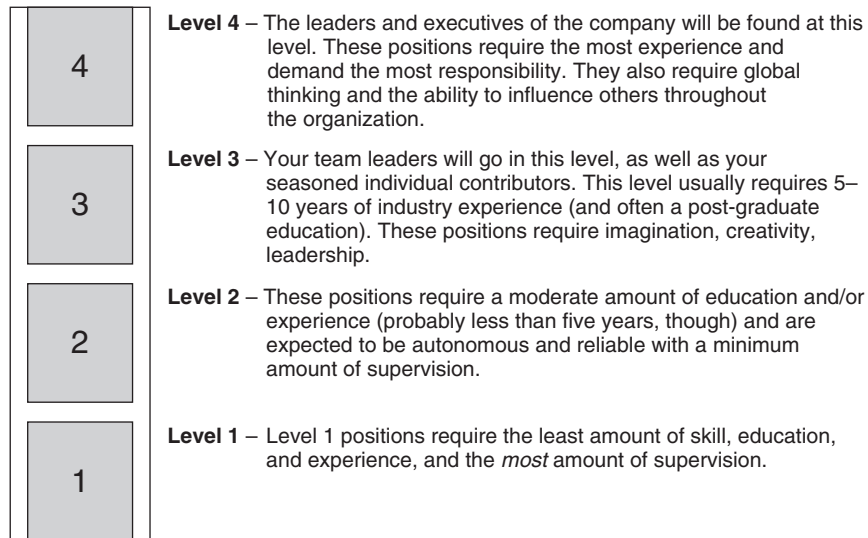 4
Level 4 – The leaders and executives of the company will be found at this
level. These positions require the most experience and
demand the most responsibility. They also require global
thinking and the ability to influence others throughout
the organization.
3
Level 3 – Your team leaders will go in this level, as well as your
seasoned individual contributors. This level usually requires 5–
10 years of industry experience (and often a post-graduate
education). These positions require imagination, creativity,
leadership.
2
Level 2 – These positions require a moderate amount of education and/or
experience (probably less than five years, though) and are
expected to be autonomous and reliable with a minimum
amount of supervision.
1
Level 1 – Level 1 positions require the least amount of skill, education,
and experience, and the most amount of supervision.